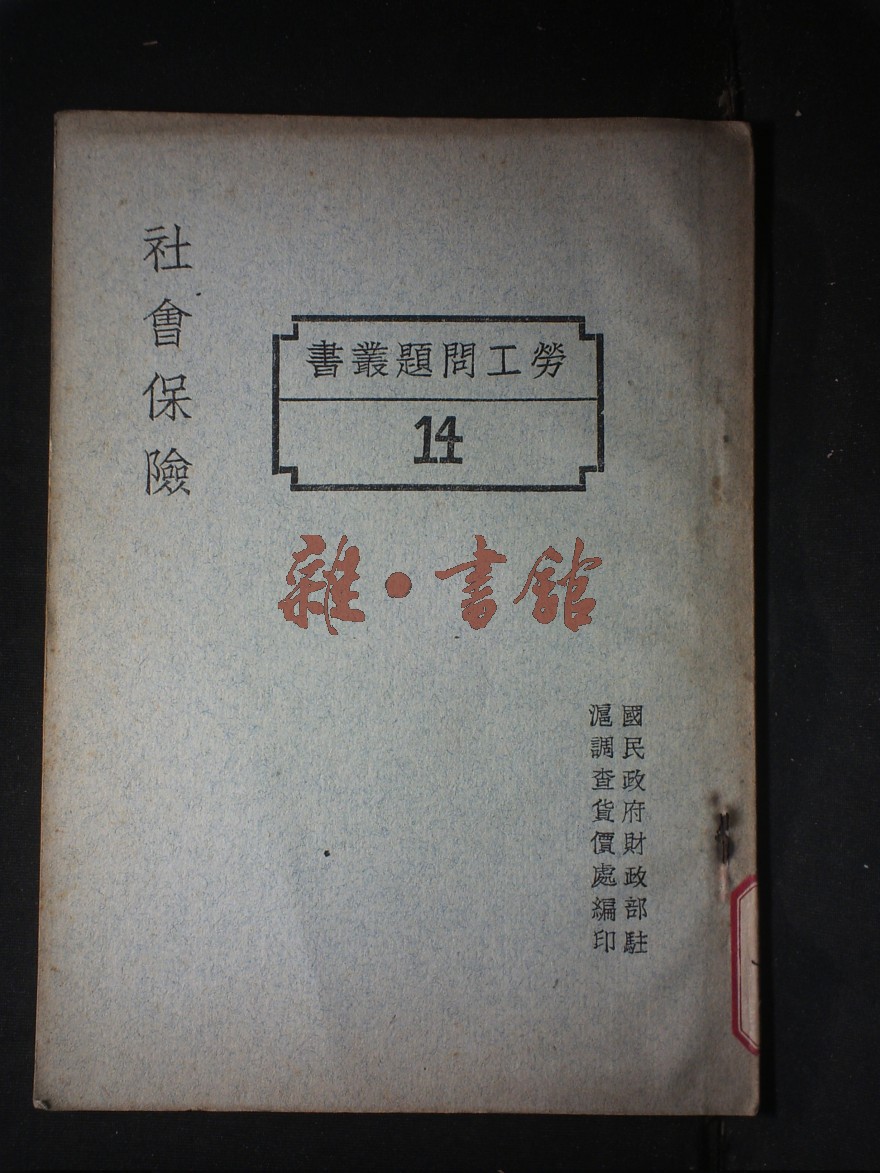 社會保險
勞工問題叢書
14
雜·書館
國民政府財政部駐
滬調查貨價處編印